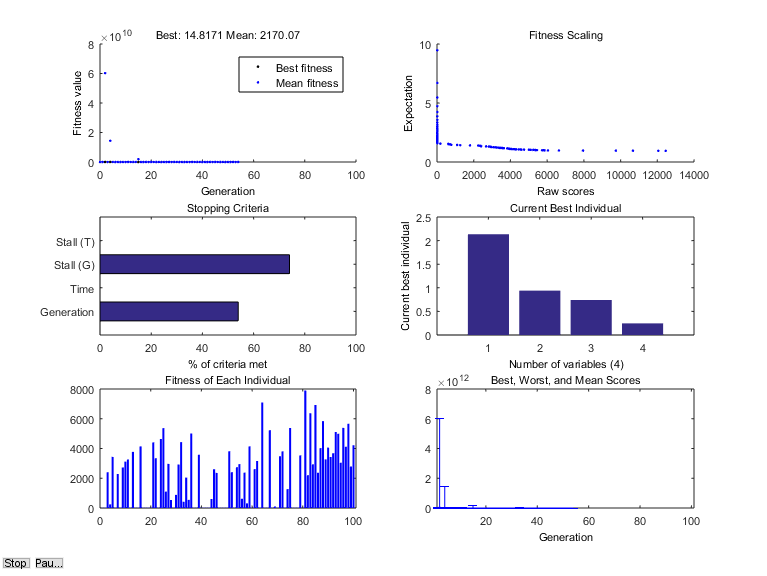 Best: 14.8171 Mean: 2170.07
×10^10
8
6
4
2
0
Fitness value
Best fitness
Mean fitness
0 20 40 60 80 100
Generation
Fitness Scaling
10
5
0
Expectation
0 2000 4000 6000 8000 10000 12000 14000
Raw scores
Stopping Criteria
Stall (T)
Stall (G)
Time
Generation
0 20 40 60 80 100
% of criteria met
Current Best Individual
2.5
2
1.5
1
0.5
0
Current best individual
1 2 3 4
Number of variables (4)
Fitness of Each Individual
8000
6000
4000
2000
0
0 20 40 60 80 100
Best, Worst, and Mean Scores
×10^12
8
6
4
2
0
20 40 60 80 100
Generation
Stop Pau...